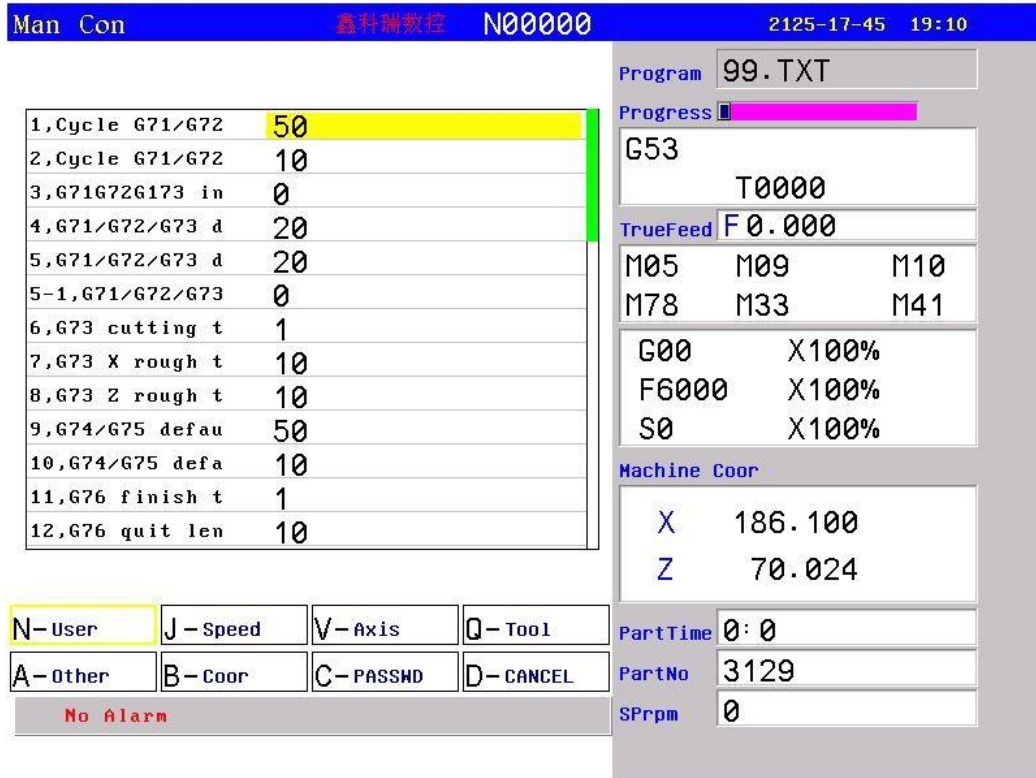 Man Con 鑫科瑞数控 N00000 2125-17-45 19:10
1,Cycle G71/G72 50
2,Cycle G71/G72 10
3,G71G72G173 in 0
4,G71/G72/G73 d 20
5,G71/G72/G73 d 20
5-1,G71/G72/G73 0
6,G73 cutting t 1
7,G73 X rough t 10
8,G73 Z rough t 10
9,G74/G75 defau 50
10,G74/G75 defa 10
11,G76 finish t 1
12,G76 quit len 10
N-User J-Speed V-Axis Q-Tool
A-Other B-Coor C-PASSWD D-CANCEL
No Alarm
Program 99.TXT
Progress
G53
T0000
TrueFeed F0.000
M05 M09 M10
M78 M33 M41
G00 X100%
F6000 X100%
S0 X100%
Machine Coor
X 186.100
Z 70.024
PartTime 0:0
PartNo 3129
SPrpm 0